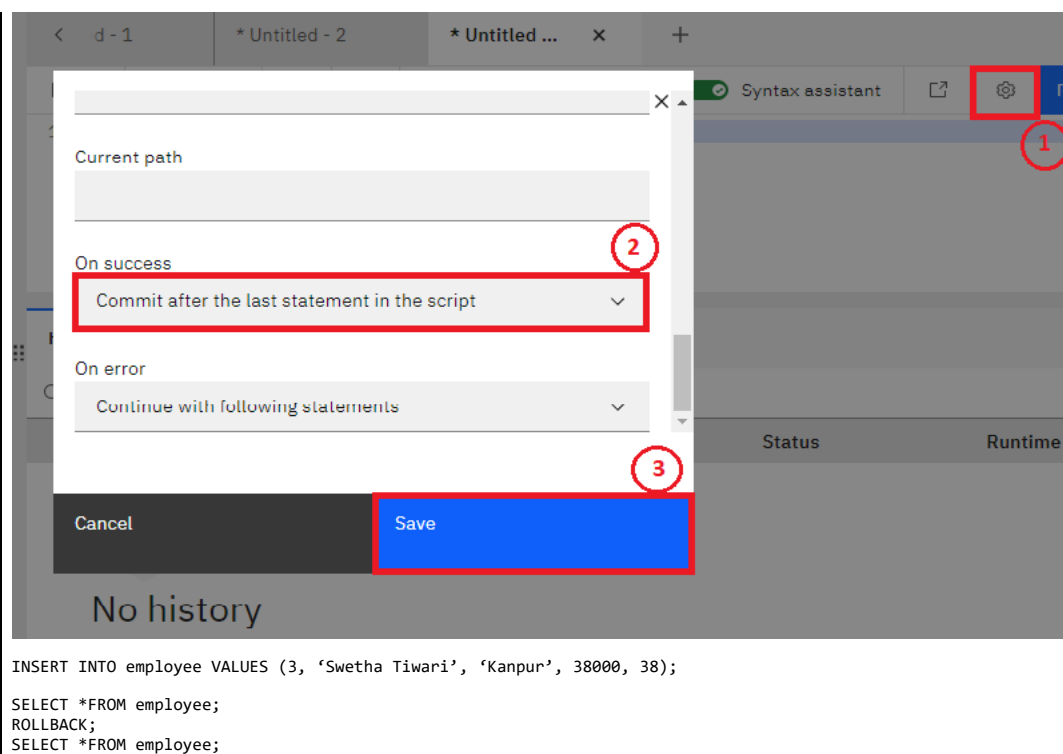 d - 1
* Untitled - 2
* Untitled ...
Syntax assistant
1
Current path
2
On success
Commit after the last statement in the script
On error
Continue with following statements
Status
Runtime
3
Cancel
Save
No history
INSERT INTO employee VALUES (3, ‘Swetha Tiwari’, ‘Kanpur’, 38000, 38);
SELECT *FROM employee;
ROLLBACK;
SELECT *FROM employee;